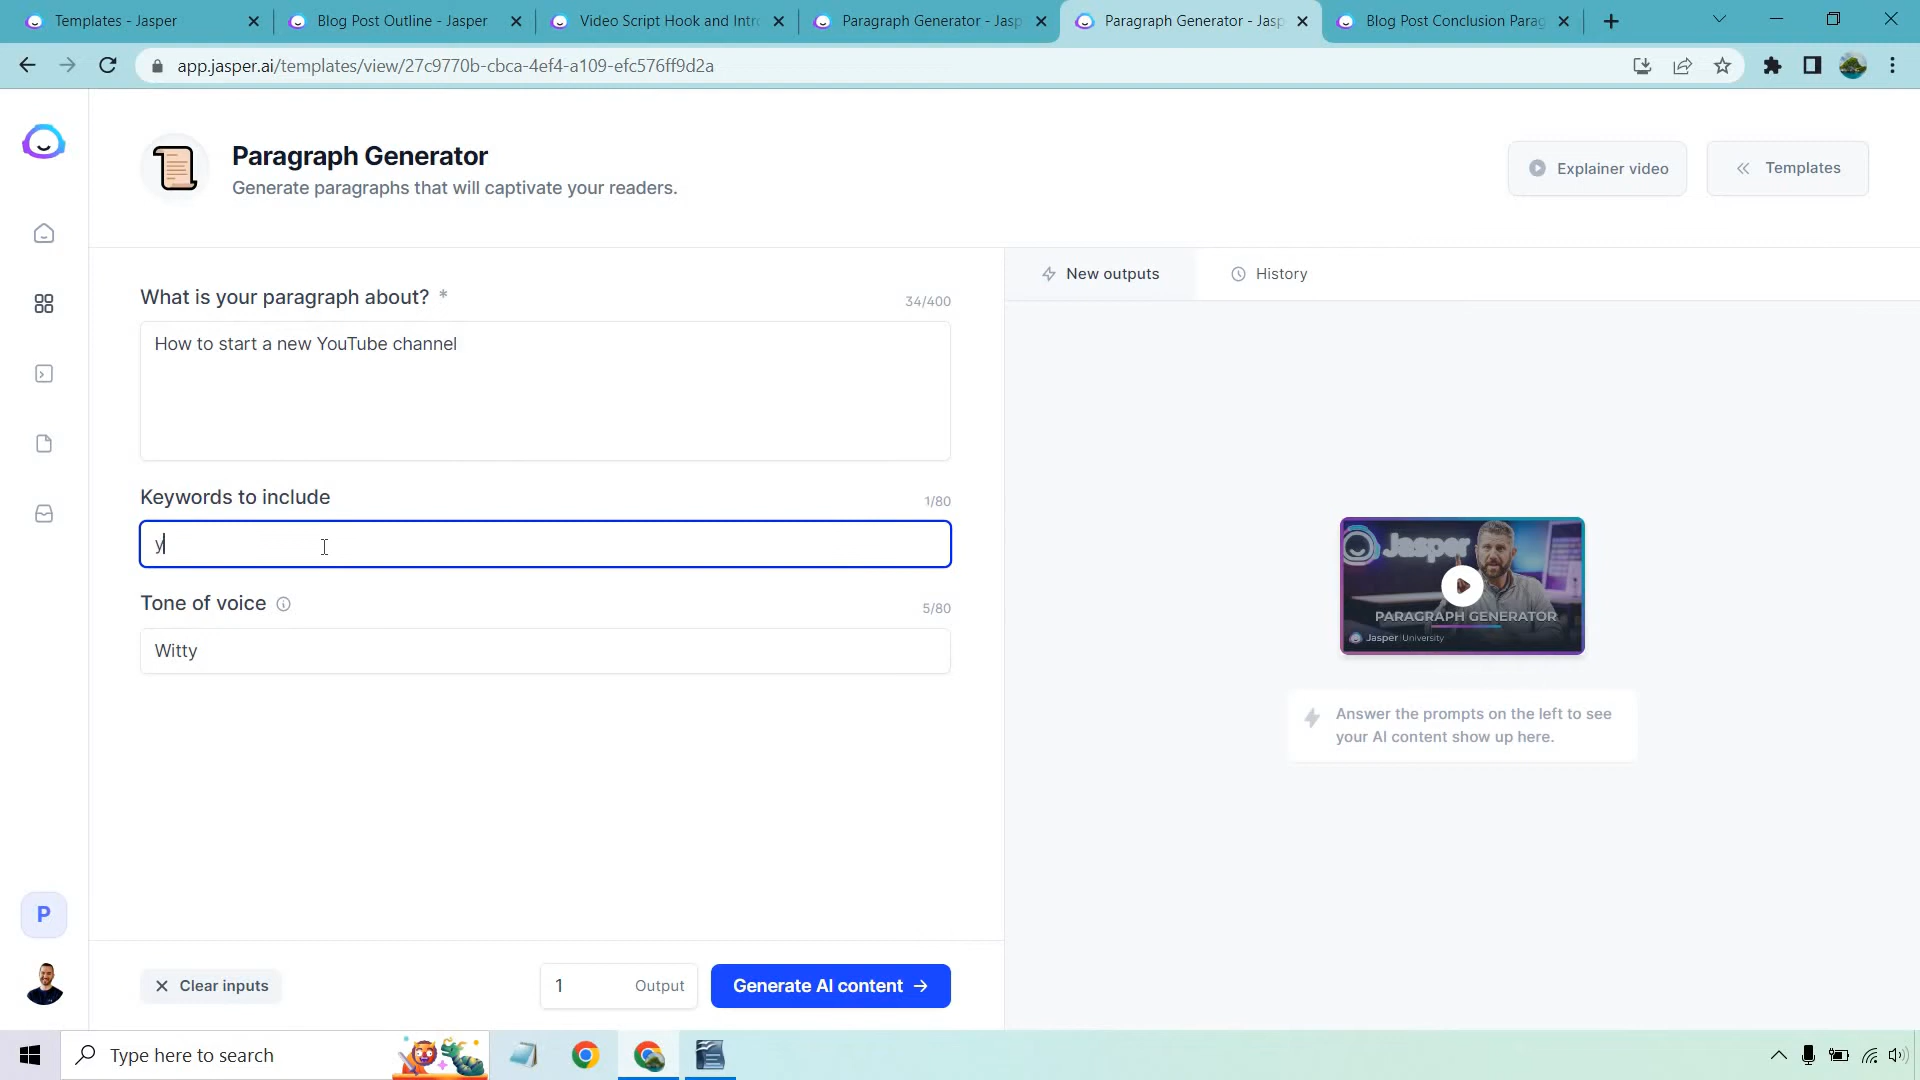 Templates - Jasper
Blog Post Outline - Jasper
Video Script Hook and Intr
Paragraph Generator - Jasp
Paragraph Generator - Jasp
Blog Post Conclusion Parag
app.jasper.ai/templates/view/27c9770b-cbca-4ef4-a109-efc576ff9d2a
Paragraph Generator
Generate paragraphs that will captivate your readers.
Explainer video
Templates
What is your paragraph about? *
34/400
How to start a new YouTube channel
Keywords to include
1/80
y
Tone of voice
5/80
Witty
New outputs
History
Jasper
PARAGRAPH GENERATOR
Jasper University
Answer the prompts on the left to see
your AI content show up here.
P
Clear inputs
1 Output
Generate AI content
Type here to search